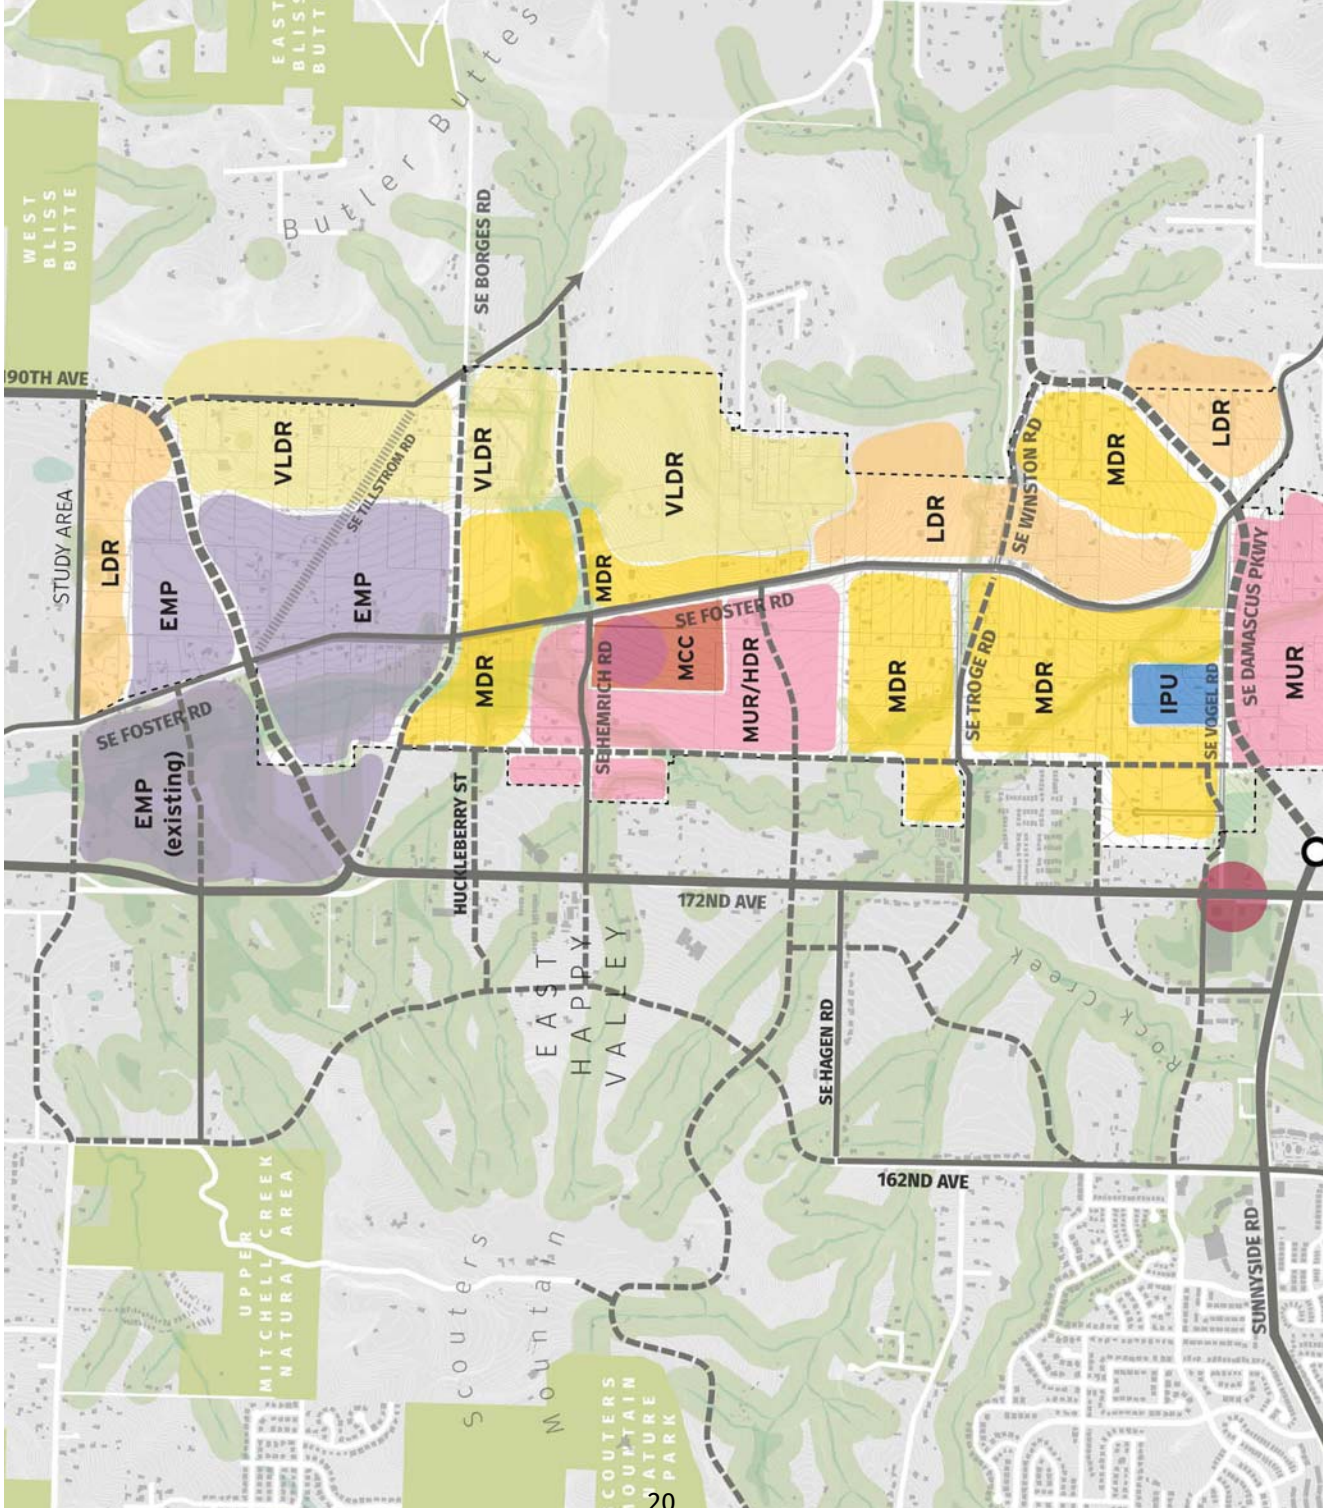 EAST
BLISS
BUTT
Butler Buttes
WEST
BLISS
BUTTE
SE BORGES RD
190TH AVE
STUDY AREA
LDR
EMP
VLDR
SE TILLSTROM RD
EMP
VLDR
MDR
VLDR
LDR
SE WINSTON RD
MDR
LDR
SE FOSTER RD
EMP
(existing)
MDR
SE HEMRICH RD
SE FOSTER RD
MCC
MUR/HDR
MDR
SE TROGE RD
MDR
IPU
SE VOGEL RD
SE DAMASCUS PKWY
MUR
HUCKLEBERRY ST
172ND AVE
EAST
HAPPY
VALLEY
SE HAGEN RD
Rock Creek
162ND AVE
SUNNYSIDE RD
UPPER
MITCHELL CREEK
NATURAL AREA
Scouters
Mountain
COUTERS
OUNTAIN
NATURE
PARK
20